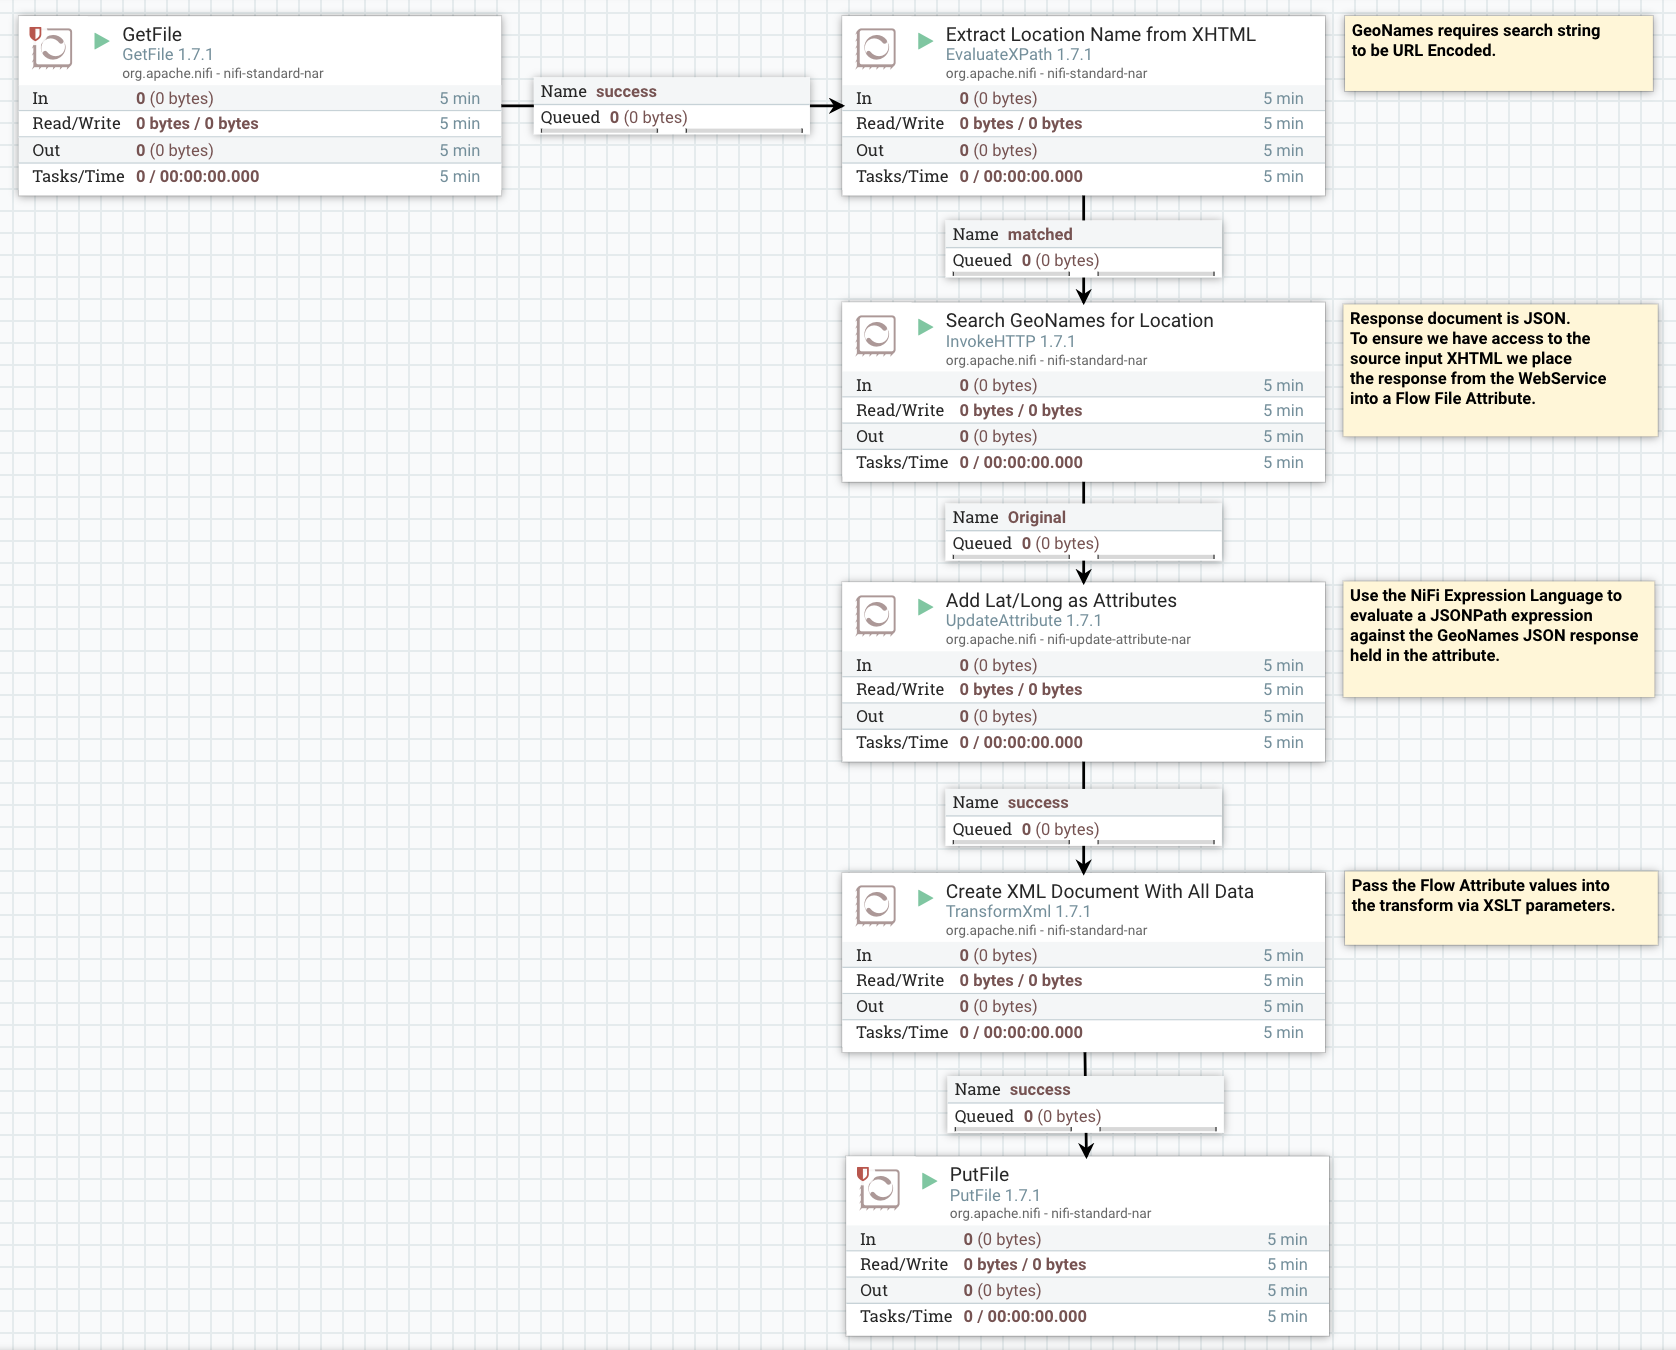 GetFile
GetFile 1.7.1
org.apache.nifi - nifi-standard-nar
In 0 (0 bytes) 5 min
Read/Write 0 bytes / 0 bytes 5 min
Out 0 (0 bytes) 5 min
Tasks/Time 0 / 00:00:00.000 5 min
Name success
Queued 0 (0 bytes)
Extract Location Name from XHTML
EvaluateXPath 1.7.1
org.apache.nifi - nifi-standard-nar
In 0 (0 bytes) 5 min
Read/Write 0 bytes / 0 bytes 5 min
Out 0 (0 bytes) 5 min
Tasks/Time 0 / 00:00:00.000 5 min
GeoNames requires search string
to be URL Encoded.
Name matched
Queued 0 (0 bytes)
Search GeoNames for Location
InvokeHTTP 1.7.1
org.apache.nifi - nifi-standard-nar
In 0 (0 bytes) 5 min
Read/Write 0 bytes / 0 bytes 5 min
Out 0 (0 bytes) 5 min
Tasks/Time 0 / 00:00:00.000 5 min
Response document is JSON.
To ensure we have access to the
source input XHTML we place
the response from the WebService
into a Flow File Attribute.
Name Original
Queued 0 (0 bytes)
Add Lat/Long as Attributes
UpdateAttribute 1.7.1
org.apache.nifi - nifi-update-attribute-nar
In 0 (0 bytes) 5 min
Read/Write 0 bytes / 0 bytes 5 min
Out 0 (0 bytes) 5 min
Tasks/Time 0 / 00:00:00.000 5 min
Use the NiFi Expression Language to
evaluate a JSONPath expression
against the GeoNames JSON response
held in the attribute.
Name success
Queued 0 (0 bytes)
Create XML Document With All Data
TransformXml 1.7.1
org.apache.nifi - nifi-standard-nar
In 0 (0 bytes) 5 min
Read/Write 0 bytes / 0 bytes 5 min
Out 0 (0 bytes) 5 min
Tasks/Time 0 / 00:00:00.000 5 min
Pass the Flow Attribute values into
the transform via XSLT parameters.
Name success
Queued 0 (0 bytes)
PutFile
PutFile 1.7.1
org.apache.nifi - nifi-standard-nar
In 0 (0 bytes) 5 min
Read/Write 0 bytes / 0 bytes 5 min
Out 0 (0 bytes) 5 min
Tasks/Time 0 / 00:00:00.000 5 min